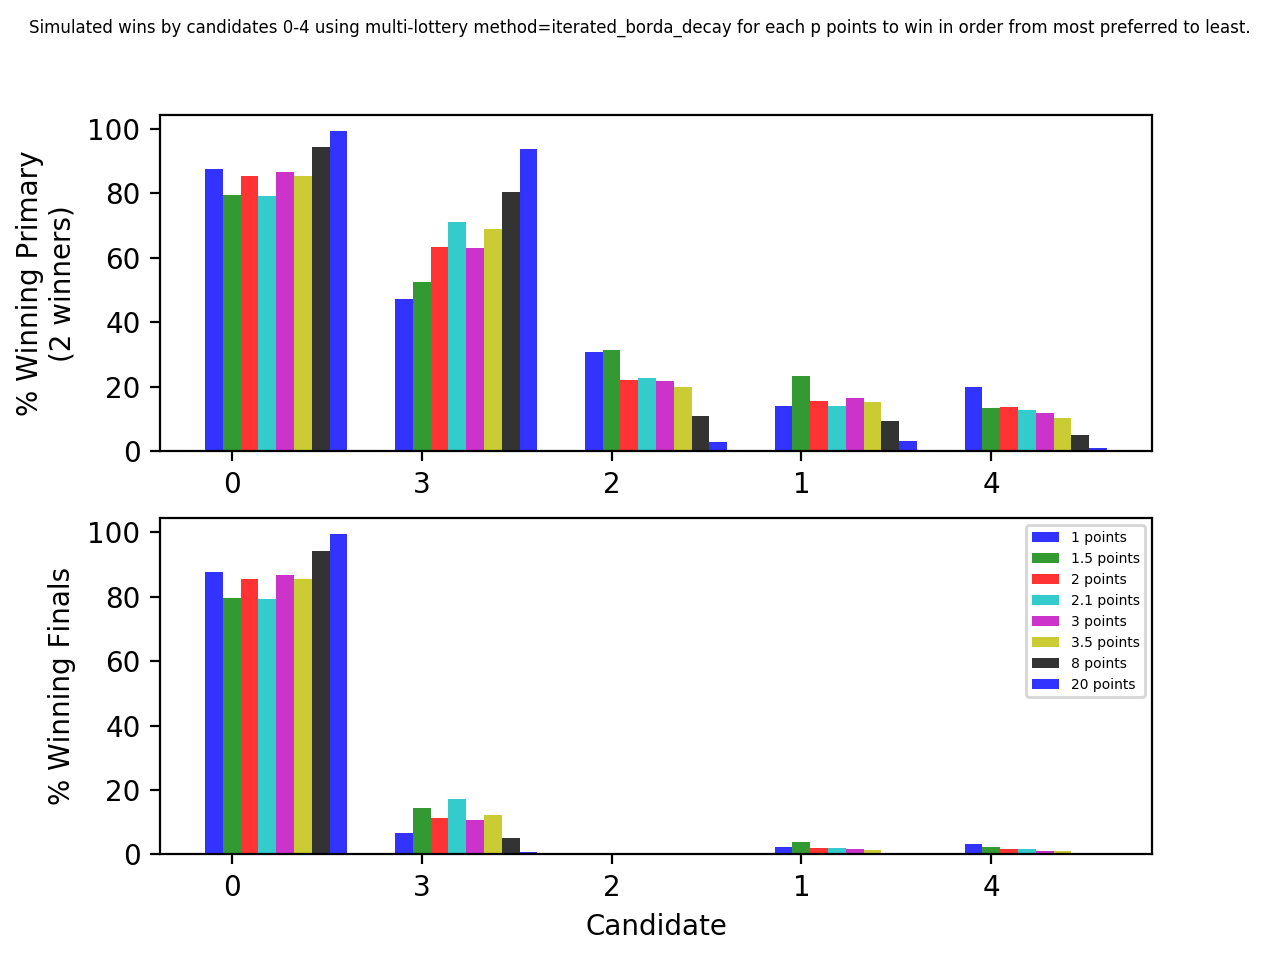 Simulated wins by candidates 0-4 using multi-lottery method=iterated_borda_decay for each p points to win in order from most preferred to least.
% Winning Primary
(2 winners)
100
80
60
40
20
0
0 3 2 1 4
% Winning Finals
100
80
60
40
20
0
1 points
1.5 points
2 points
2.1 points
3 points
3.5 points
8 points
20 points
0 3 2 1 4
Candidate